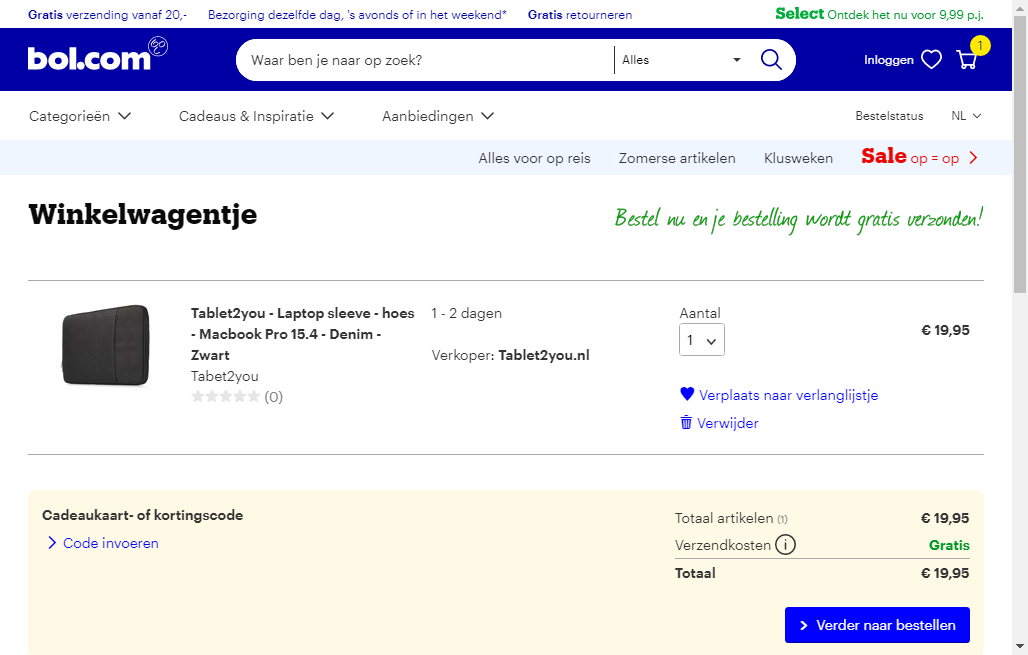 Gratis verzending vanaf 20,- Bezorging dezelfde dag, 's avonds of in het weekend* Gratis retourneren Select Ontdek het nu voor 9,99 p.j.
bol.com Waar ben je naar op zoek? Alles Inloggen 1
Categorieën Cadeaus & Inspiratie Aanbiedingen Bestelstatus NL
Alles voor op reis Zomerse artikelen Klusweken Sale op = op
Winkelwagentje
Bestel nu en je bestelling wordt gratis verzonden!
Tablet2you - Laptop sleeve - hoes
- Macbook Pro 15.4 - Denim -
Zwart
Tabet2you
(0)
1 - 2 dagen
Verkoper: Tablet2you.nl
Aantal
1
€ 19,95
Verplaats naar verlanglijstje
Verwijder
Cadeaukaart- of kortingscode
Code invoeren
Totaal artikelen (1) € 19,95
Verzendkosten i Gratis
Totaal € 19,95
Verder naar bestellen